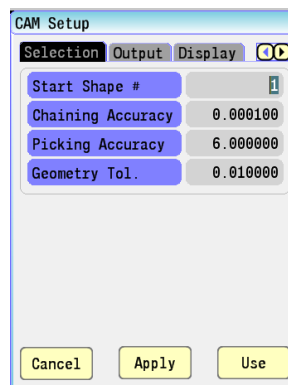 CAM Setup
Selection Output Display
Start Shape # 1
Chaining Accuracy 0.000100
Picking Accuracy 6.000000
Geometry Tol. 0.010000
Cancel Apply Use